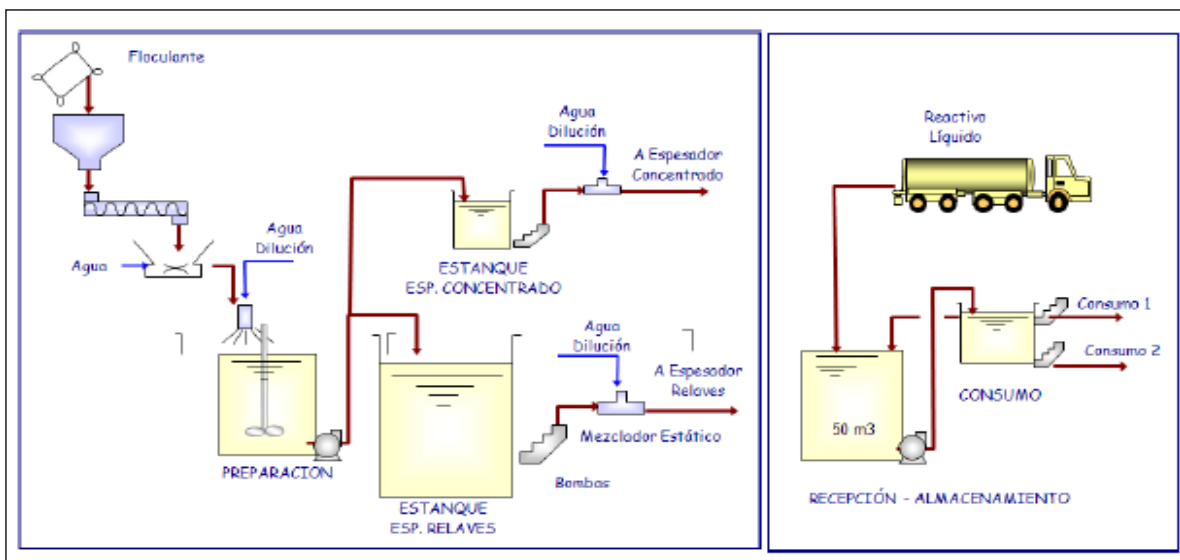 Floculante
Agua
Dilución
A Espesador
Concentrado
Agua
Dilución
Agua
ESTANQUE
ESP. CONCENTRADO
Agua
Dilución
A Espesador
Relaves
Mezclador Estático
PREPARACION
Bombas
ESTANQUE
ESP. RELAVES
Reactivo
Líquido
Consumo 1
Consumo 2
CONSUMO
50 m3
RECEPCIÓN - ALMACENAMIENTO